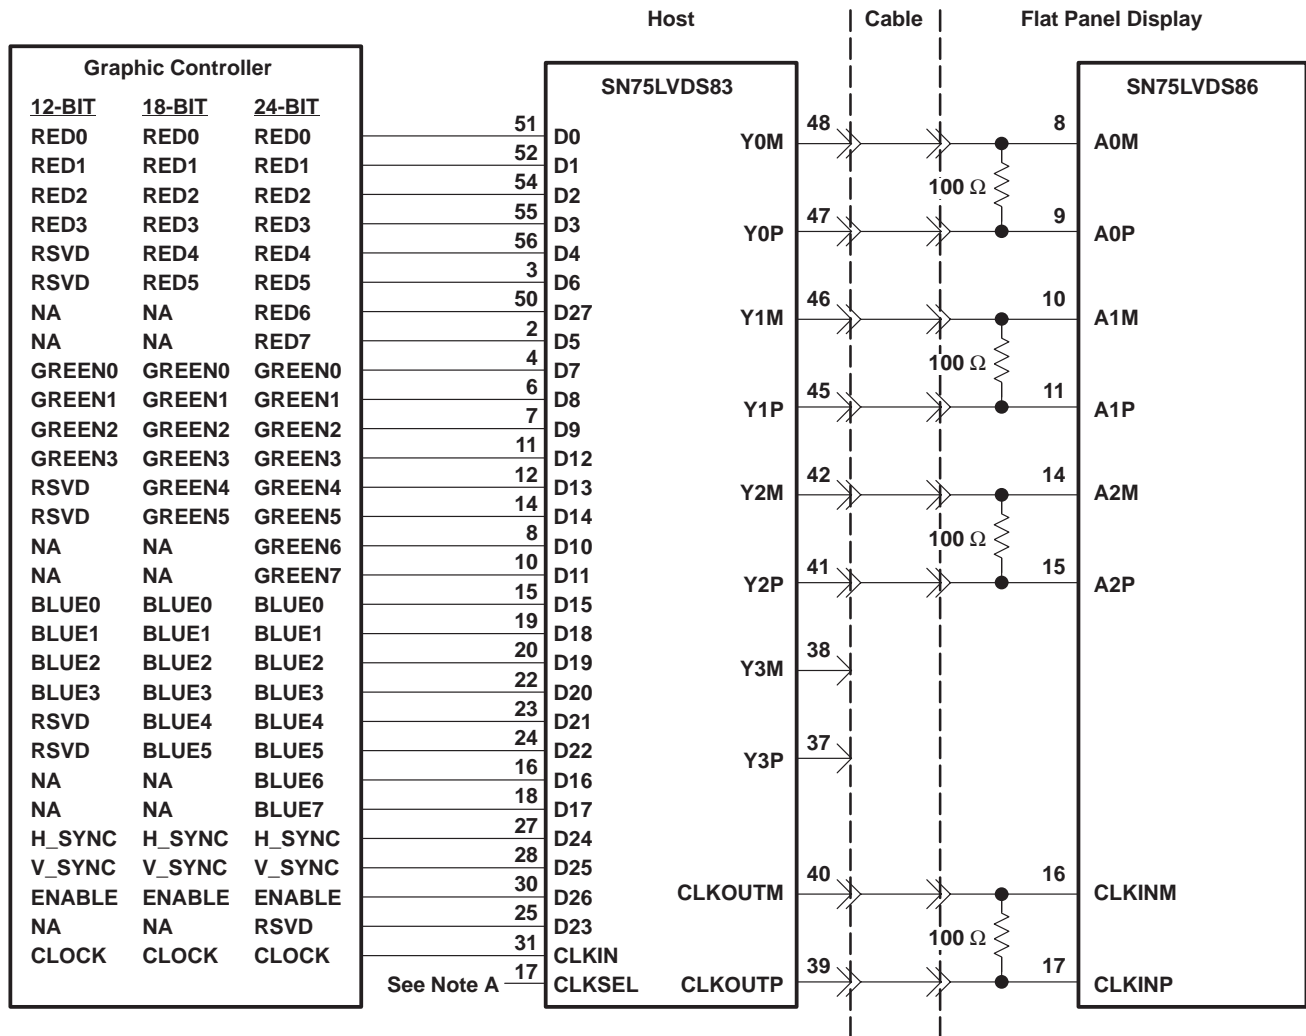 Host Cable Flat Panel Display
Graphic Controller
SN75LVDS83
SN75LVDS86
12-BIT 18-BIT 24-BIT
RED0 RED0 RED0 51 D0
RED1 RED1 RED1 52 D1
RED2 RED2 RED2 54 D2
RED3 RED3 RED3 55 D3
RSVD RED4 RED4 56 D4
RSVD RED5 RED5 3 D6
NA NA RED6 50 D27
NA NA RED7 2 D5
GREEN0 GREEN0 GREEN0 4 D7
GREEN1 GREEN1 GREEN1 6 D8
GREEN2 GREEN2 GREEN2 7 D9
GREEN3 GREEN3 GREEN3 11 D12
RSVD GREEN4 GREEN4 12 D13
RSVD GREEN5 GREEN5 14 D14
NA NA GREEN6 8 D10
NA NA GREEN7 10 D11
BLUE0 BLUE0 BLUE0 15 D15
BLUE1 BLUE1 BLUE1 19 D18
BLUE2 BLUE2 BLUE2 20 D19
BLUE3 BLUE3 BLUE3 22 D20
RSVD BLUE4 BLUE4 23 D21
RSVD BLUE5 BLUE5 24 D22
NA NA BLUE6 16 D16
NA NA BLUE7 18 D17
H_SYNC H_SYNC H_SYNC 27 D24
V_SYNC V_SYNC V_SYNC 28 D25
ENABLE ENABLE ENABLE 30 D26
NA NA RSVD 25 D23
CLOCK CLOCK CLOCK 31 CLKIN
See Note A 17 CLKSEL
Y0M 48 8 A0M
100 Ω
Y0P 47 9 A0P
Y1M 46 10 A1M
100 Ω
Y1P 45 11 A1P
Y2M 42 14 A2M
100 Ω
Y2P 41 15 A2P
Y3M 38
Y3P 37
CLKOUTM 40 16 CLKINM
100 Ω
CLKOUTP 39 17 CLKINP